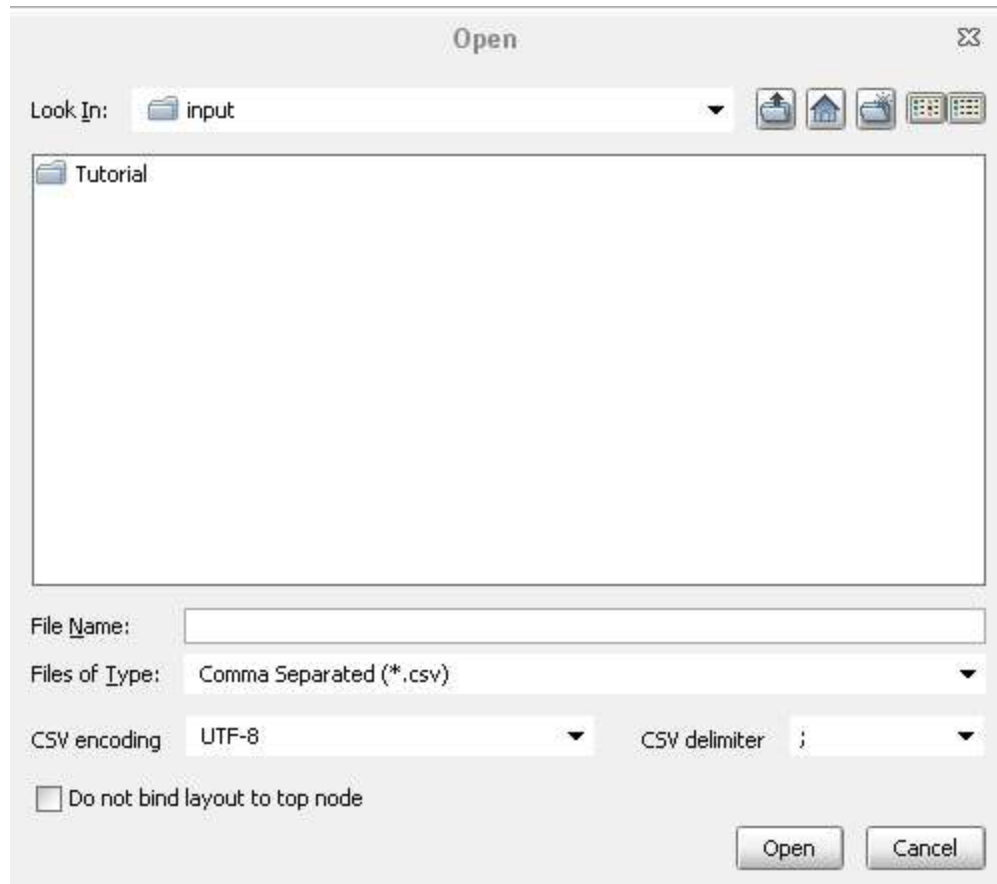 Open
Look In: input
Tutorial
File Name:
Files of Type: Comma Separated (*.csv)
CSV encoding UTF-8 CSV delimiter ;
Do not bind layout to top node
Open Cancel